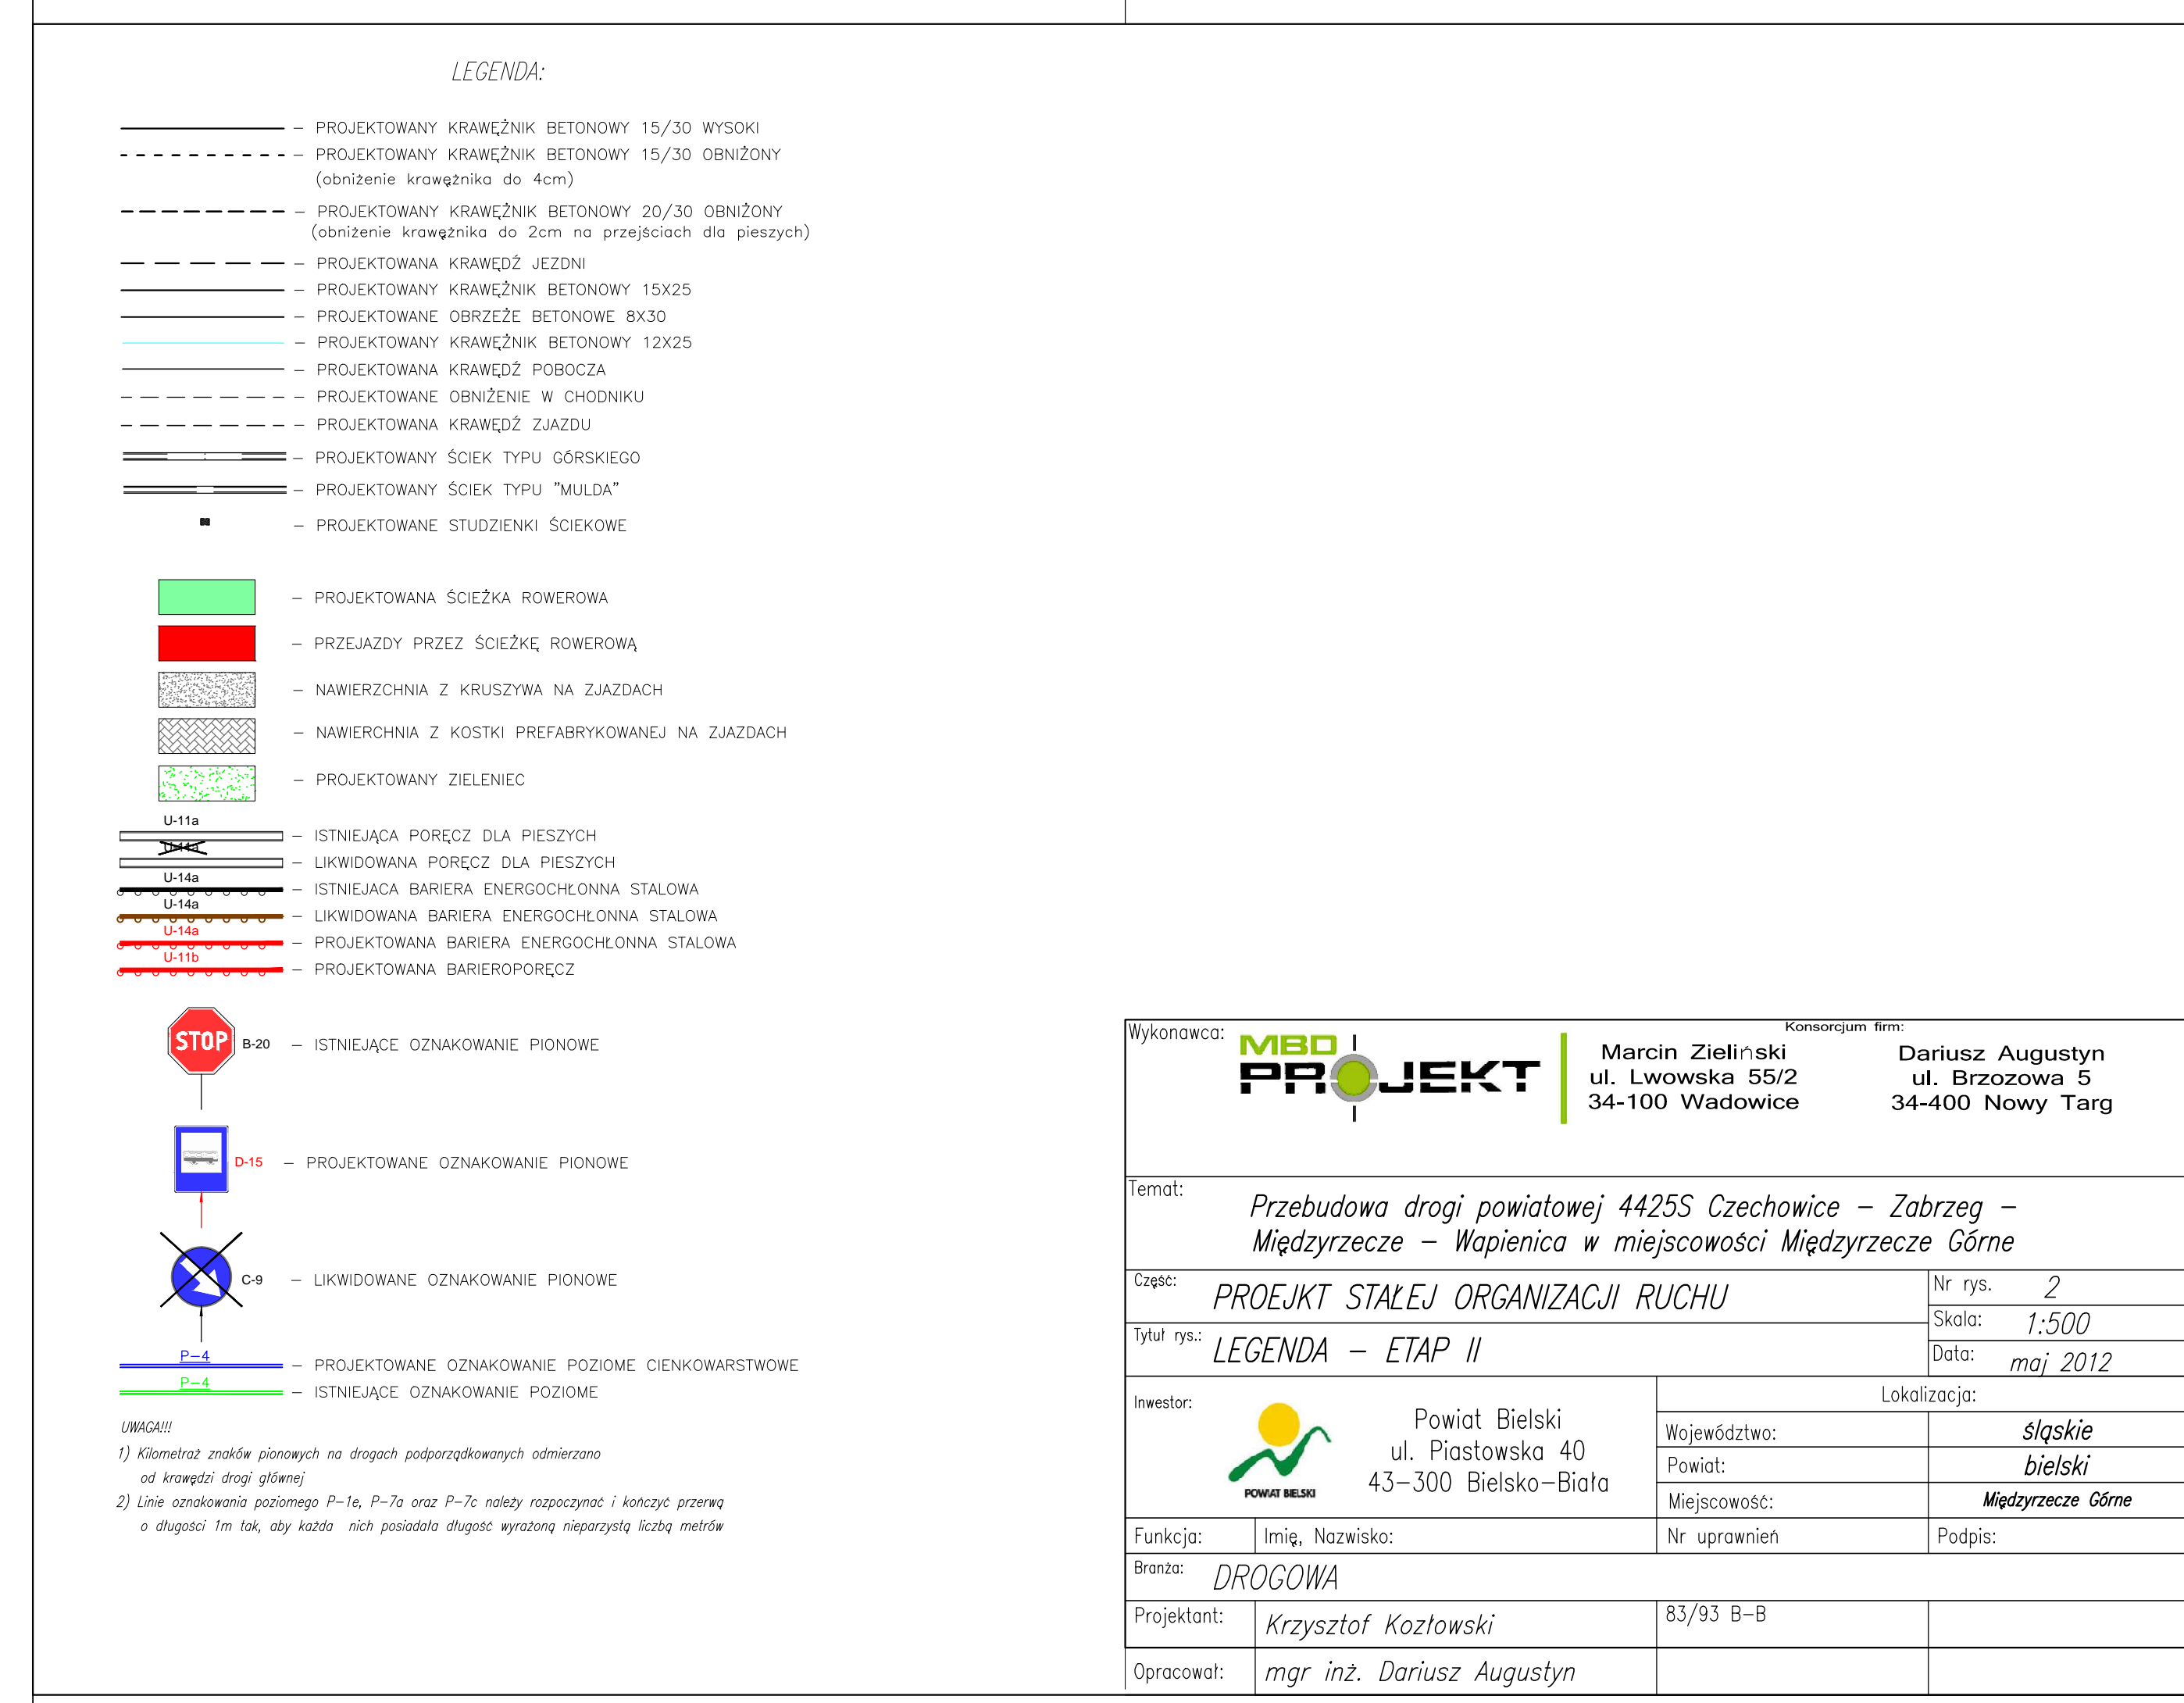 LEGENDA:
– PROJEKTOWANY KRAWĘŻNIK BETONOWY 15/30 WYSOKI
– PROJEKTOWANY KRAWĘŻNIK BETONOWY 15/30 OBNIŻONY
(obniżenie krawężnika do 4cm)
– PROJEKTOWANY KRAWĘŻNIK BETONOWY 20/30 OBNIŻONY
(obniżenie krawężnika do 2cm na przejściach dla pieszych)
– PROJEKTOWANA KRAWĘDŹ JEZDNI
– PROJEKTOWANY KRAWĘŻNIK BETONOWY 15X25
– PROJEKTOWANE OBRZEŻE BETONOWE 8X30
– PROJEKTOWANY KRAWĘŻNIK BETONOWY 12X25
– PROJEKTOWANA KRAWĘDŹ POBOCZA
– PROJEKTOWANE OBNIŻENIE W CHODNIKU
– PROJEKTOWANA KRAWĘDŹ ZJAZDU
– PROJEKTOWANY ŚCIEK TYPU GÓRSKIEGO
– PROJEKTOWANY ŚCIEK TYPU "MULDA"
– PROJEKTOWANE STUDZIENKI ŚCIEKOWE
– PROJEKTOWANA ŚCIEŻKA ROWEROWA
– PRZEJAZDY PRZEZ ŚCIEŻKĘ ROWEROWĄ
– NAWIERZCHNIA Z KRUSZYWA NA ZJAZDACH
– NAWIERCHNIA Z KOSTKI PREFABRYKOWANEJ NA ZJAZDACH
– PROJEKTOWANY ZIELENIEC
U-11a
– ISTNIEJĄCA PORĘCZ DLA PIESZYCH
U-11a
– LIKWIDOWANA PORĘCZ DLA PIESZYCH
U-14a
– ISTNIEJACA BARIERA ENERGOCHŁONNA STALOWA
U-14a
– LIKWIDOWANA BARIERA ENERGOCHŁONNA STALOWA
U-14a
– PROJEKTOWANA BARIERA ENERGOCHŁONNA STALOWA
U-11b
– PROJEKTOWANA BARIEROPORĘCZ
STOP B-20 – ISTNIEJĄCE OZNAKOWANIE PIONOWE
D-15 – PROJEKTOWANE OZNAKOWANIE PIONOWE
C-9 – LIKWIDOWANE OZNAKOWANIE PIONOWE
P–4
– PROJEKTOWANE OZNAKOWANIE POZIOME CIENKOWARSTWOWE
P–4
– ISTNIEJĄCE OZNAKOWANIE POZIOME
UWAGA!!!
1) Kilometraż znaków pionowych na drogach podporządkowanych odmierzano
od krawędzi drogi głównej
2) Linie oznakowania poziomego P–1e, P–7a oraz P–7c należy rozpoczynać i kończyć przerwą
o długości 1m tak, aby każda nich posiadała długość wyrażoną nieparzystą liczbą metrów
Wykonawca:
MBD
PROJEKT
Konsorcjum firm:
Marcin Zieliński
ul. Lwowska 55/2
34-100 Wadowice
Dariusz Augustyn
ul. Brzozowa 5
34-400 Nowy Targ
Temat:
Przebudowa drogi powiatowej 4425S Czechowice – Zabrzeg –
Międzyrzecze – Wapienica w miejscowości Międzyrzecze Górne
Część: PROEJKT STAŁEJ ORGANIZACJI RUCHU
Nr rys. 2
Skala: 1:500
Tytuł rys.: LEGENDA – ETAP II
Data: maj 2012
Inwestor:
POWIAT BIELSKI
Powiat Bielski
ul. Piastowska 40
43–300 Bielsko–Biała
Lokalizacja:
Województwo: śląskie
Powiat: bielski
Miejscowość: Międzyrzecze Górne
Funkcja: Imię, Nazwisko: Nr uprawnień Podpis:
Branża: DROGOWA
Projektant: Krzysztof Kozłowski 83/93 B–B
Opracował: mgr inż. Dariusz Augustyn